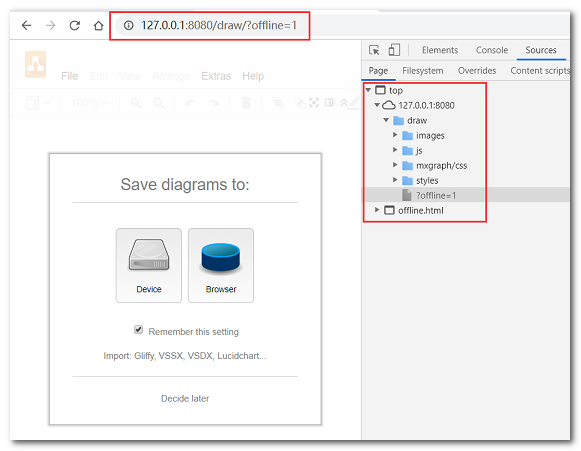 127.0.0.1:8080/draw/?offline=1
File Edit View Arrange Extras Help
100%
Save diagrams to:
Device Browser
Remember this setting
Import: Gliffy, VSSX, VSDX, Lucidchart...
Decide later
Elements Console Sources
Page Filesystem Overrides Content scripts
top
127.0.0.1:8080
draw
images
js
mxgraph/css
styles
?offline=1
offline.html